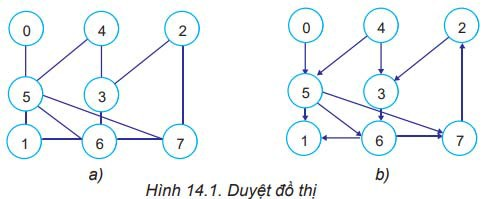 0 4 2 0 4 2
5 3 5 3
1 6 7 1 6 7
a) b)
Hình 14.1. Duyệt đồ thị